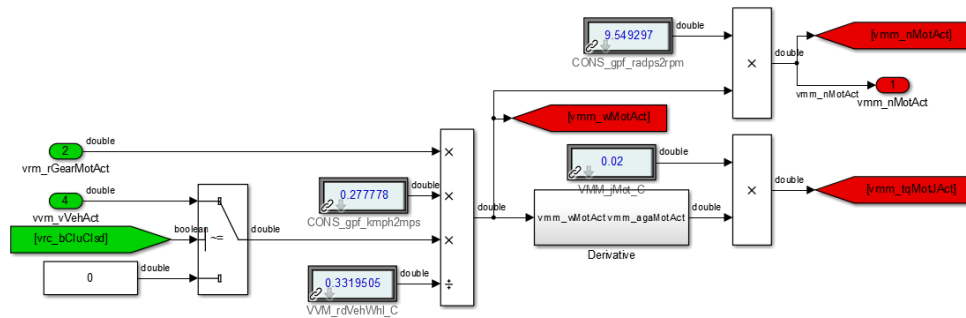 9.549297
double
CONS_gpf_radps2rpm
double
[vmm_nMotAct]
×
vmm_nMotAct
1
vmm_nMotAct
double
[vmm_wMotAct]
double
2
vrm_rGearMotAct
double
×
0.277778
double
CONS_gpf_kmph2mps
×
double
4
vvm_vVehAct
[vrc_bCluClsd]
boolean
~=
double
×
0
double
0.3319505
double
VVM_rdVehWhl_C
÷
double
0.02
double
VMM_jMot_C
vmm_wMotAct vmm_agaMotAct
Derivative
double
×
double
[vmm_tqMotJAct]